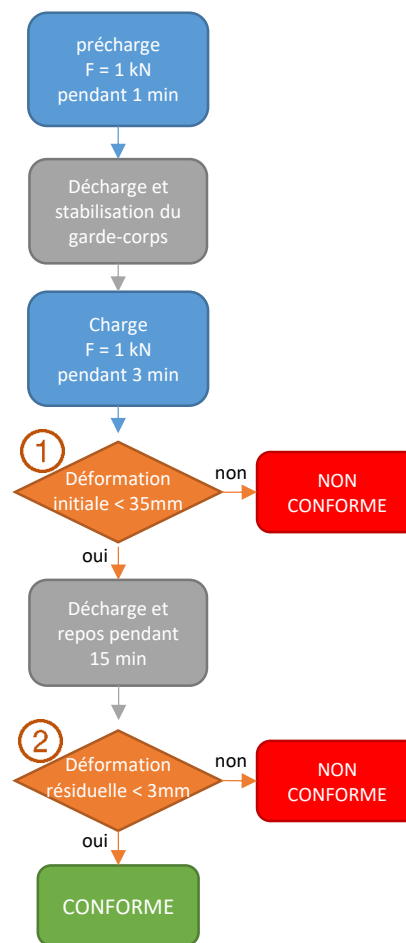 précharge
F = 1 kN
pendant 1 min
Décharge et
stabilisation du
garde-corps
Charge
F = 1 kN
pendant 3 min
1
Déformation
initiale < 35mm
non
NON
CONFORME
oui
Décharge et
repos pendant
15 min
2
Déformation
résiduelle < 3mm
non
NON
CONFORME
oui
CONFORME